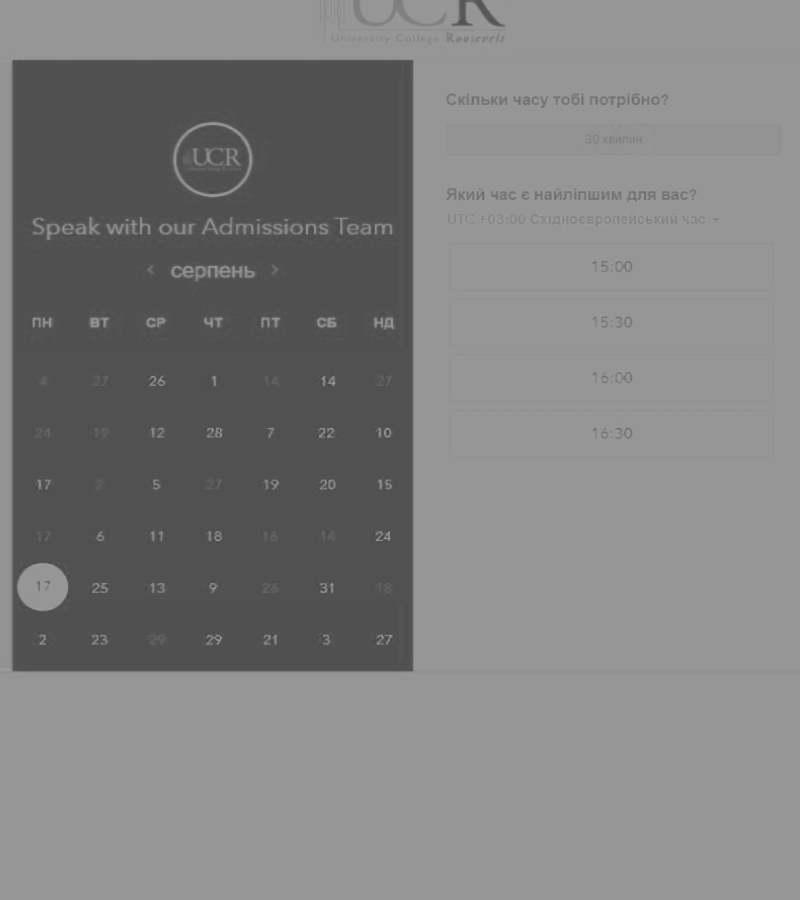 UCR
University College Roosevelt
UCR
Speak with our Admissions Team
< серпень >
ПН ВТ СР ЧТ ПТ СБ НД
4 27 26 1 14 14 27
24 19 12 28 7 22 10
17 2 5 27 19 20 15
17 6 11 18 16 14 24
17 25 13 9 26 31 18
2 23 29 29 21 3 27
Скільки часу тобі потрібно?
30 хвилин
Який час є найліпшим для вас?
UTC +03:00 Східноєвропейський час
15:00
15:30
16:00
16:30